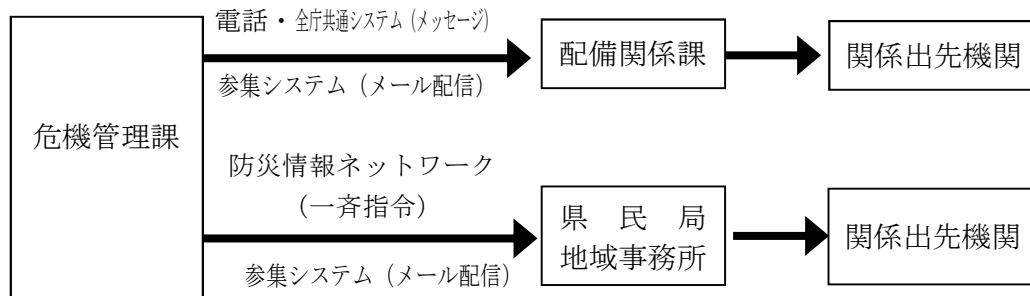 電話・全庁共通システム(メッセージ)
参集システム(メール配信)
配備関係課
関係出先機関
危機管理課
防災情報ネットワーク
(一斉指令)
参集システム(メール配信)
県民局
地域事務所
関係出先機関